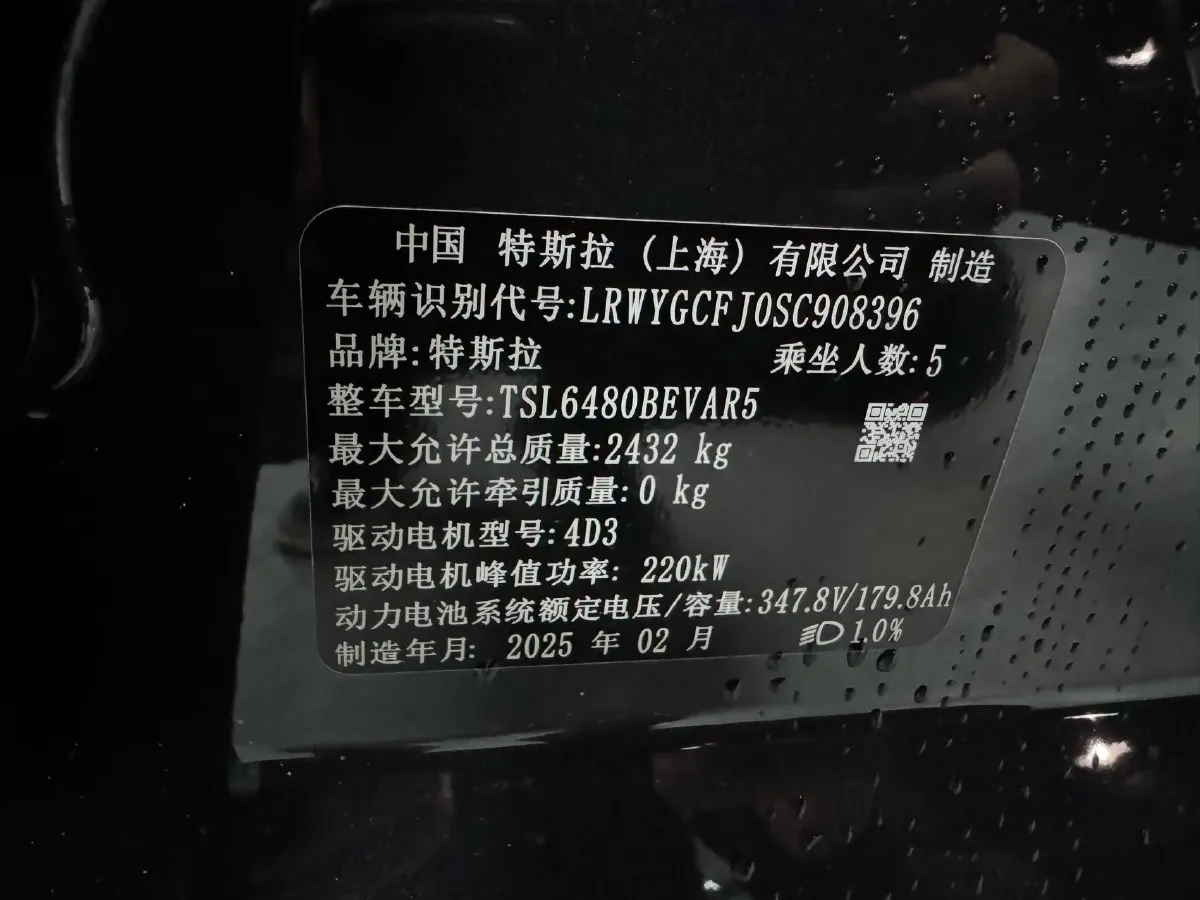 中国 特斯拉（上海）有限公司 制造
车辆识别代号:LRWYGCFJ0SC908396
品牌:特斯拉 乘坐人数:5
整车型号:TSL6480BEVAR5
最大允许总质量:2432 kg
最大允许牵引质量:0 kg
驱动电机型号:4D3
驱动电机峰值功率: 220kW
动力电池系统额定电压/容量:347.8V/179.8Ah
制造年月: 2025 年 02 月 1.0%